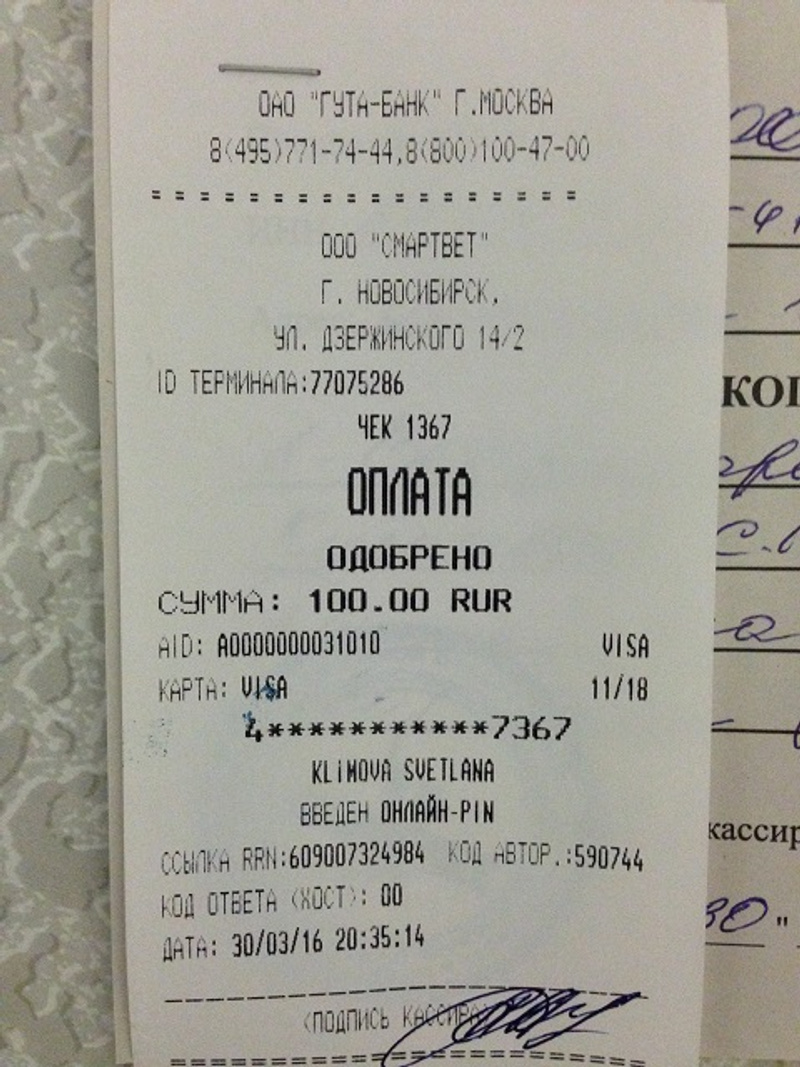 ОАО "ГУТА-БАНК" Г.МОСКВА
8(495)771-74-44,8(800)100-47-00
==================
ООО "СМАРТВЕТ"
Г. НОВОСИБИРСК,
УЛ. ДЗЕРЖИНСКОГО 14/2
ID ТЕРМИНАЛА:77075286
ЧЕК 1367
ОПЛАТА
ОДОБРЕНО
СУММА: 100.00 RUR
AID: A0000000031010 VISA
КАРТА: VISA 11/18
4***********7367
KLiMOVA SVETLANA
ВВЕДЕН ОНЛАЙН-PIN
ССЫЛКА RRN:609007324984 КОД АВТОР.:590744
КОД ОТВЕТА (ХОСТ): 00
ДАТА: 30/03/16 20:35:14
(ПОДПИСЬ КАССИРА)
кассир
30 "